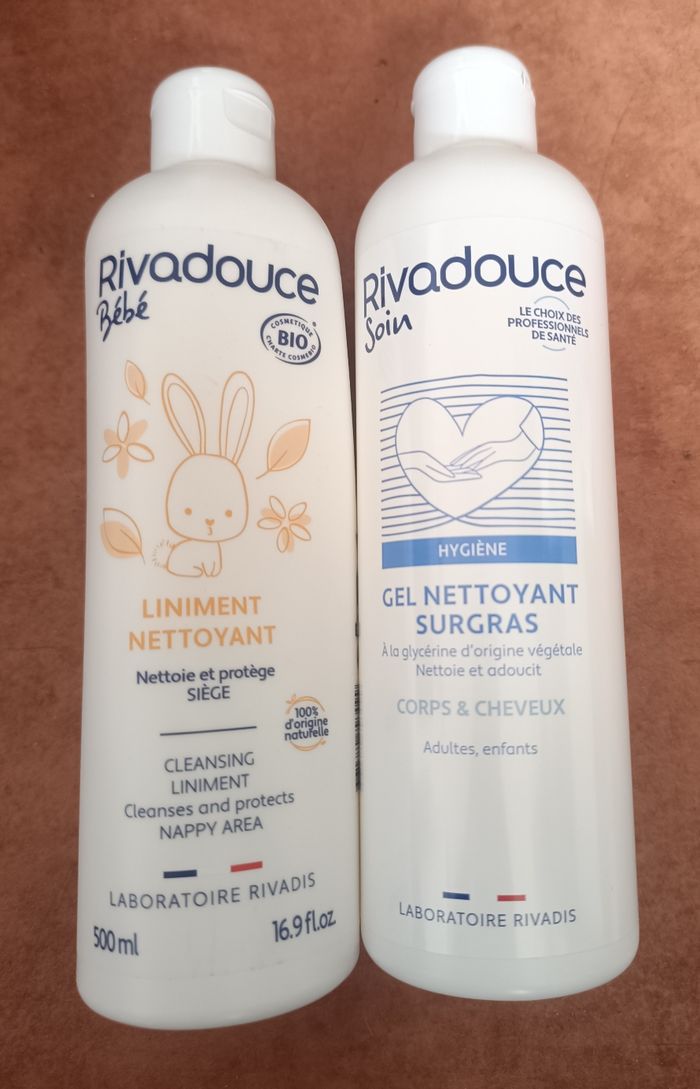 Rivadouce
Bébé
COSMETIQUE
BIO
CHARTE COSMEBIO
LINIMENT
NETTOYANT
Nettoie et protège
SIÈGE
100%
d'origine
naturelle
CLEANSING
LINIMENT
Cleanses and protects
NAPPY AREA
LABORATOIRE RIVADIS
500 ml
16.9 fl.oz
Rivadouce
Soin
LE CHOIX DES
PROFESSIONNELS
DE SANTÉ
HYGIÈNE
GEL NETTOYANT
SURGRAS
À la glycérine d'origine végétale
Nettoie et adoucit
CORPS & CHEVEUX
Adultes, enfants
LABORATOIRE RIVADIS